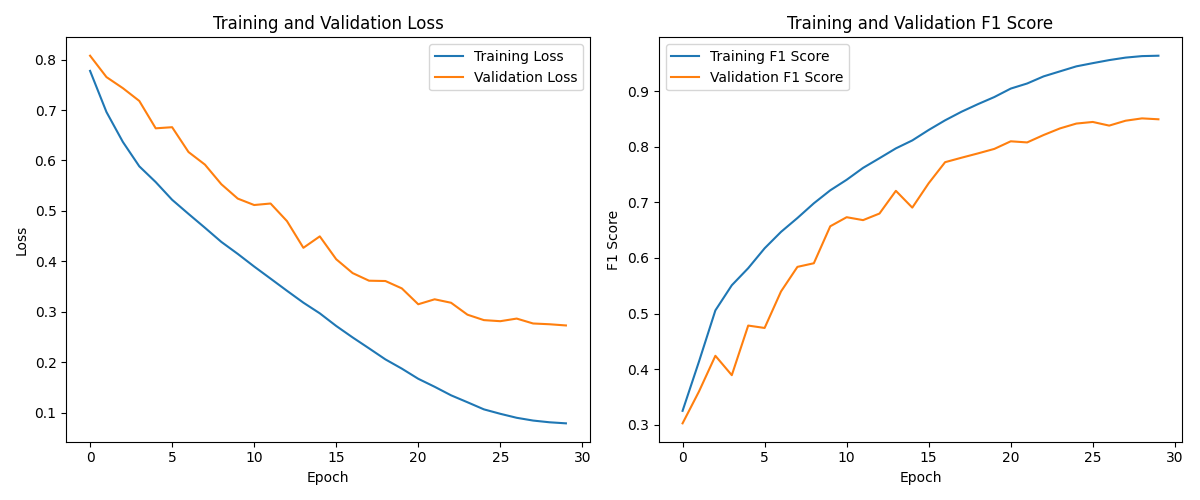 Training and Validation Loss
Training Loss
Validation Loss
0.8
0.7
0.6
0.5
0.4
0.3
0.2
0.1
Loss
0 5 10 15 20 25 30
Epoch
Training and Validation F1 Score
Training F1 Score
Validation F1 Score
0.9
0.8
0.7
0.6
0.5
0.4
0.3
F1 Score
0 5 10 15 20 25 30
Epoch